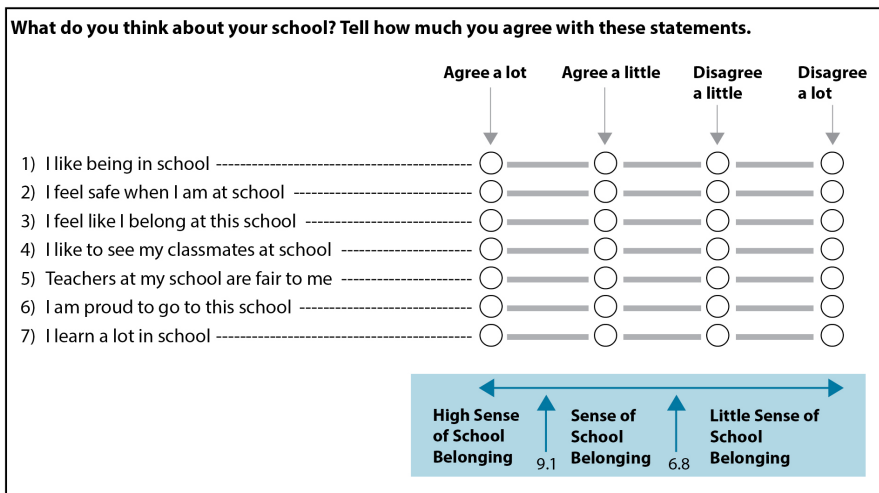 What do you think about your school? Tell how much you agree with these statements.
Agree a lot
Agree a little
Disagree
a little
Disagree
a lot
1) I like being in school
2) I feel safe when I am at school
3) I feel like I belong at this school
4) I like to see my classmates at school
5) Teachers at my school are fair to me
6) I am proud to go to this school
7) I learn a lot in school
High Sense
of School
Belonging
9.1
Sense of
School
Belonging
6.8
Little Sense of
School
Belonging